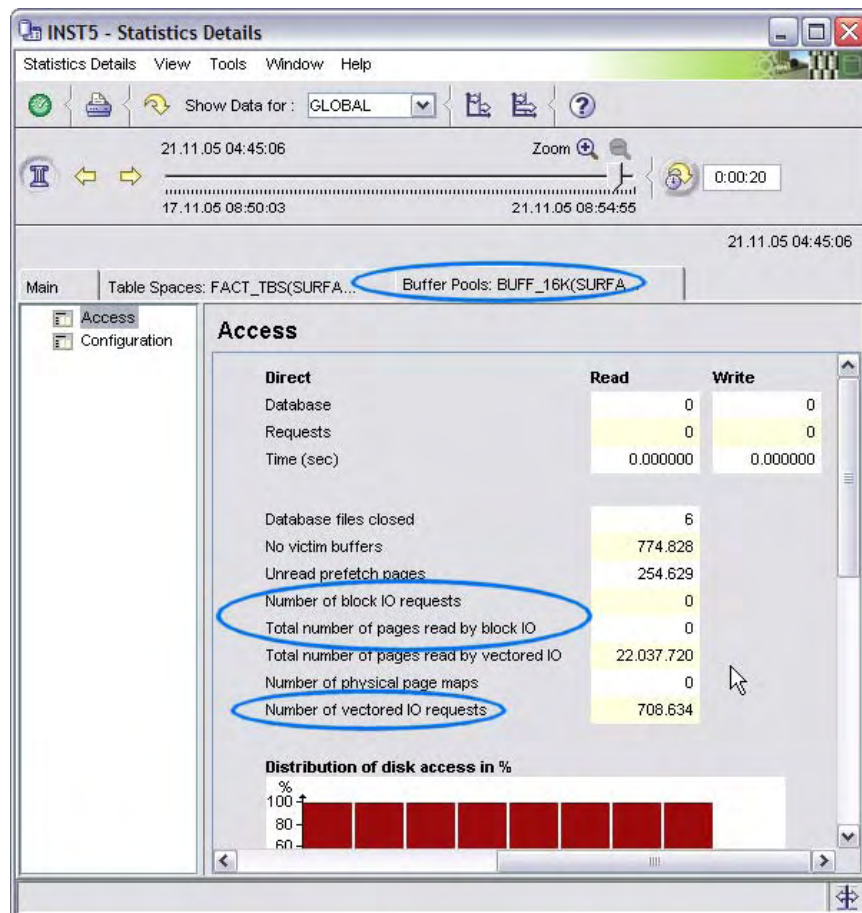 INST5 - Statistics Details
Statistics Details View Tools Window Help
Show Data for : GLOBAL
21.11.05 04:45:06 Zoom
0:00:20
17.11.05 08:50:03 21.11.05 08:54:55
21.11.05 04:45:06
Main Table Spaces: FACT_TBS(SURFA... Buffer Pools: BUFF_16K(SURFA...
Access
Configuration
Access
Direct Read Write
Database 0 0
Requests 0 0
Time (sec) 0.000000 0.000000
Database files closed 6
No victim buffers 774.828
Unread prefetch pages 254.629
Number of block IO requests 0
Total number of pages read by block IO 0
Total number of pages read by vectored IO 22.037.720
Number of physical page maps 0
Number of vectored IO requests 708.634
Distribution of disk access in %
%
100
80
60